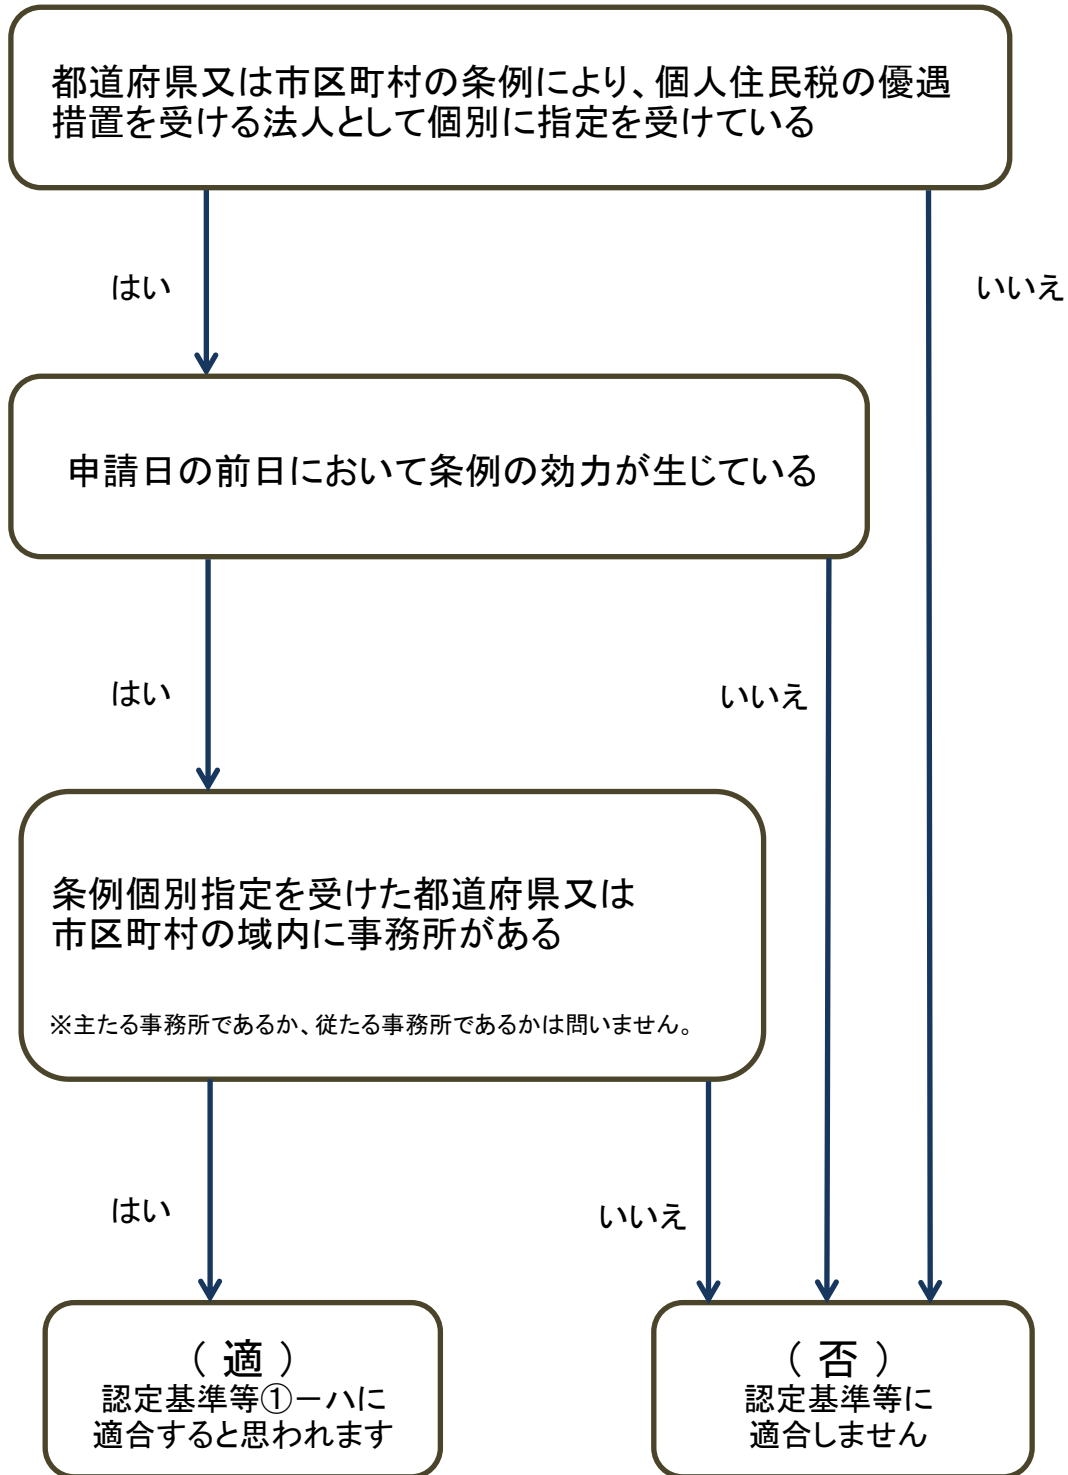 都道府県又は市区町村の条例により、個人住民税の優遇
措置を受ける法人として個別に指定を受けている
はい
いいえ
申請日の前日において条例の効力が生じている
はい
いいえ
条例個別指定を受けた都道府県又は
市区町村の域内に事務所がある
※主たる事務所であるか、従たる事務所であるかは問いません。
はい
いいえ
（ 適 ）
認定基準等①－ハに
適合すると思われます
（ 否 ）
認定基準等に
適合しません